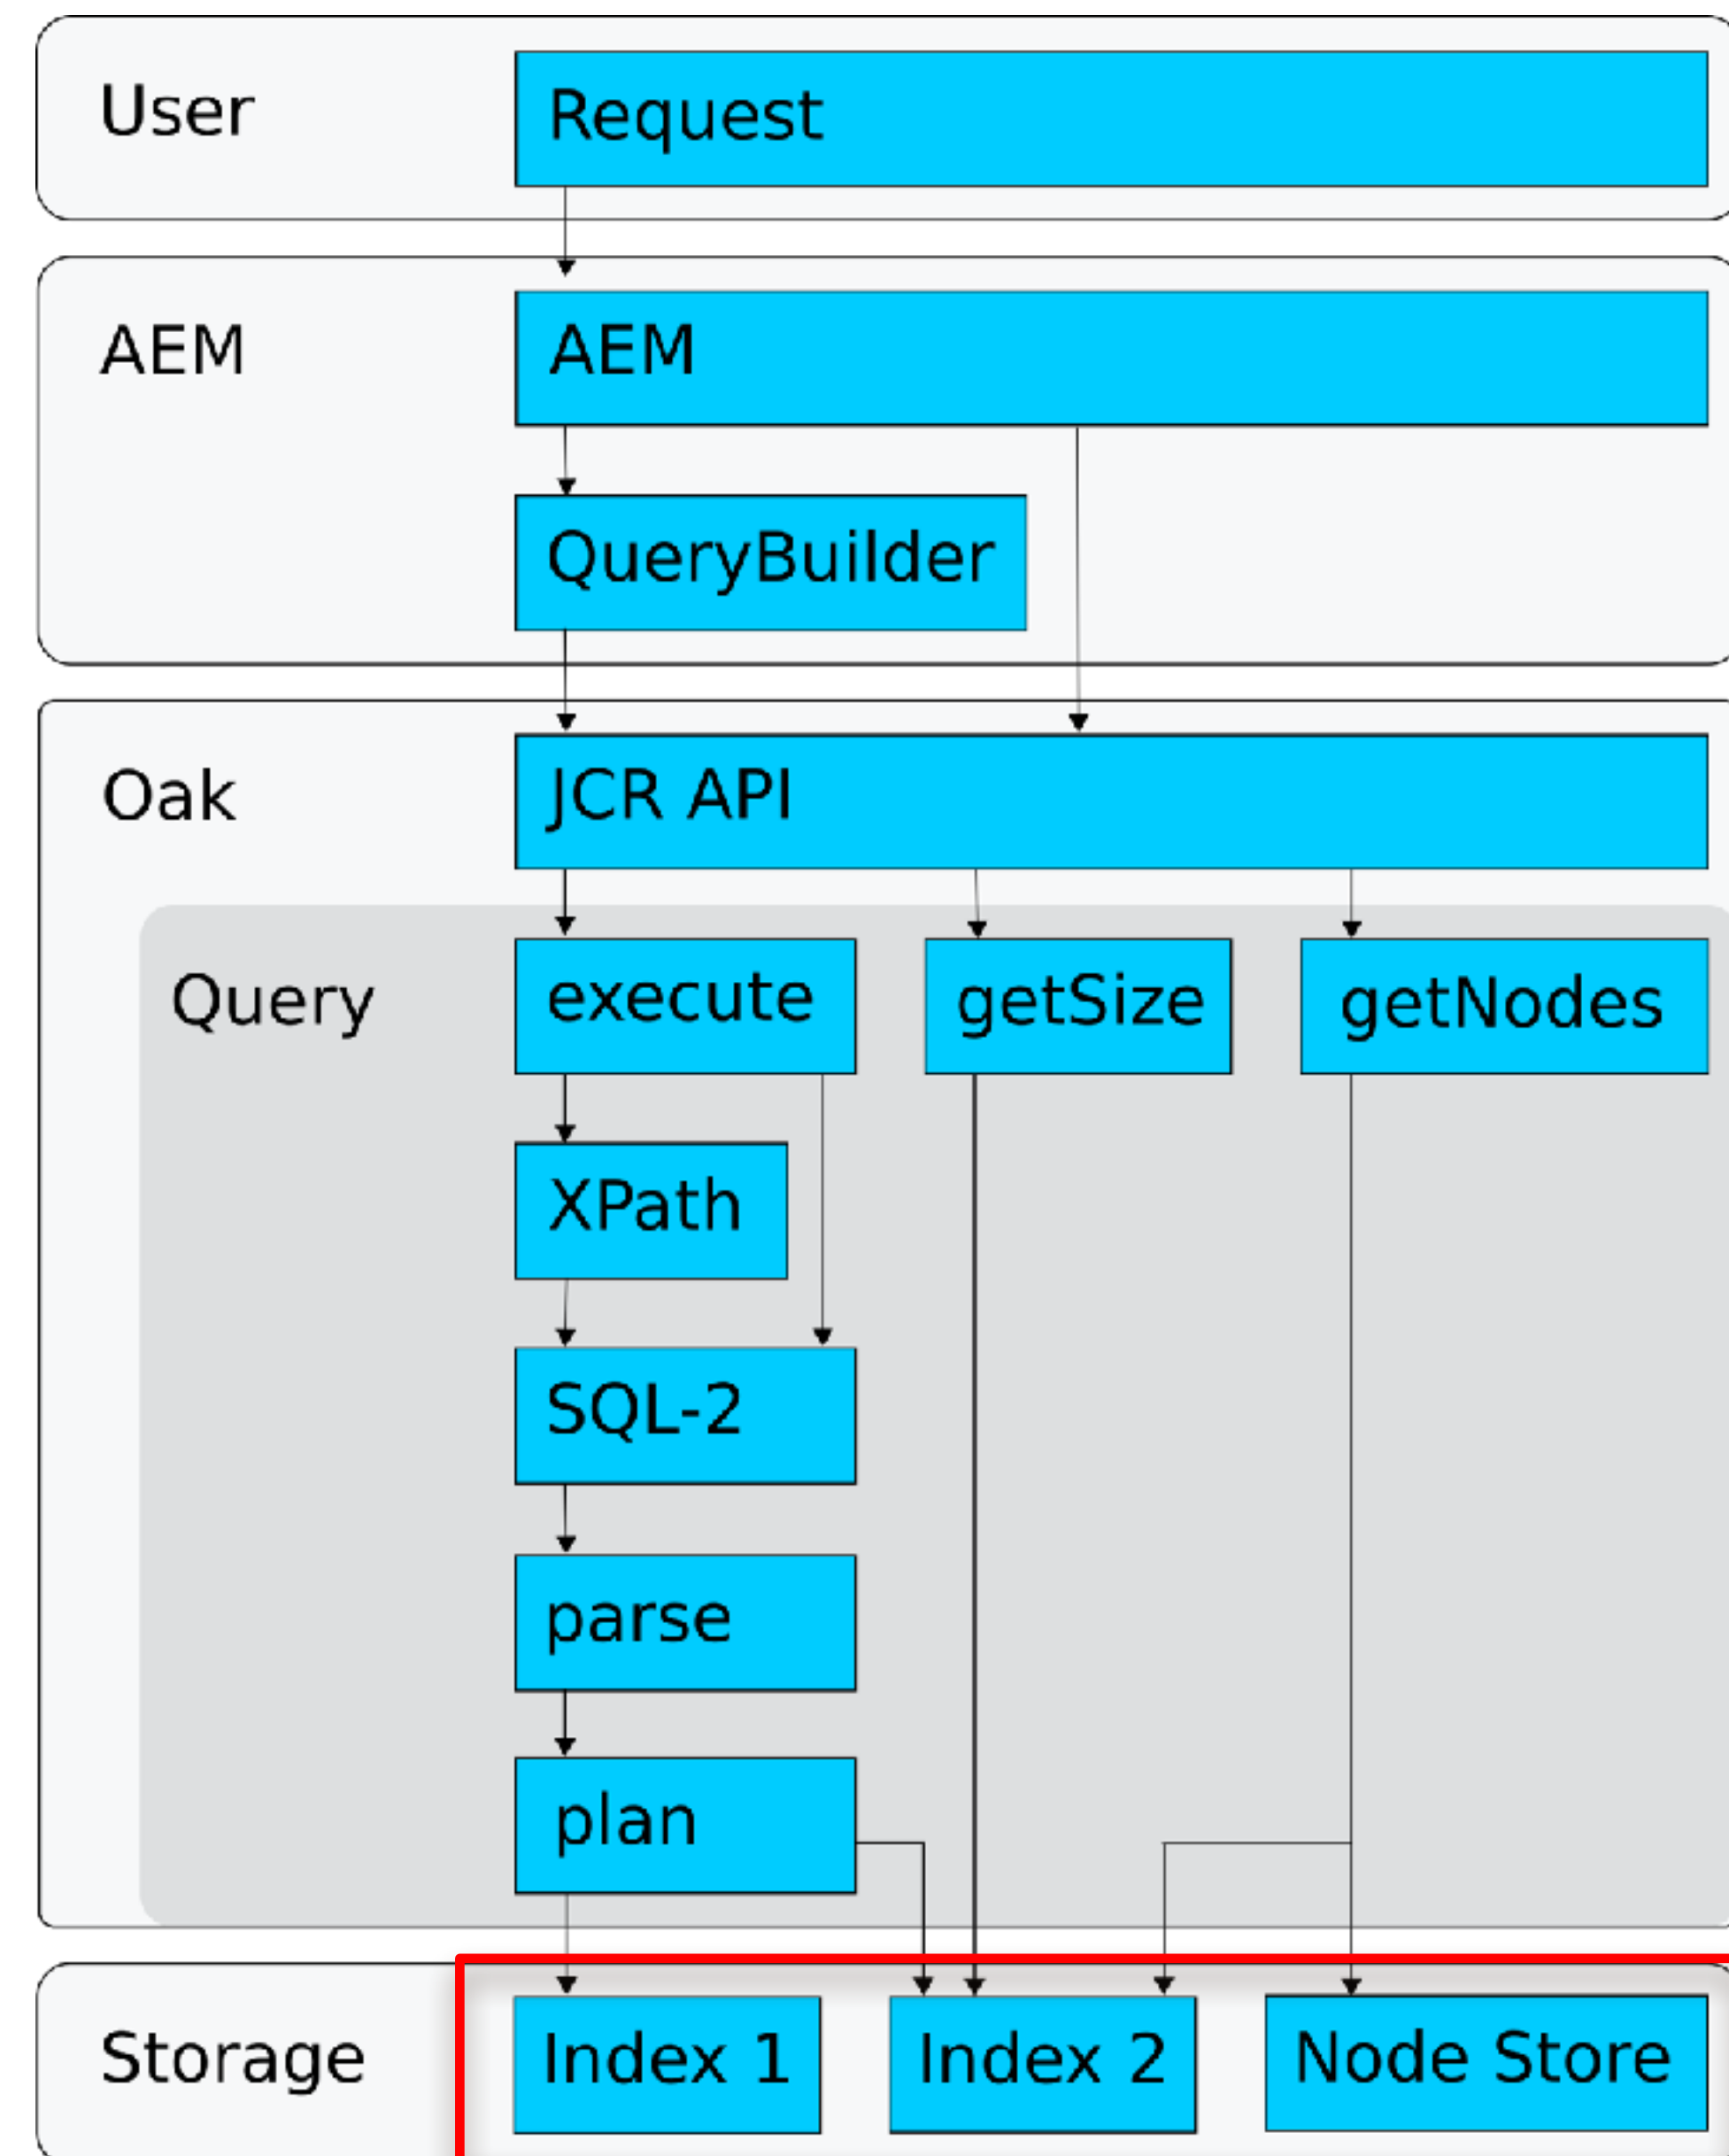 User
Request
AEM
AEM
QueryBuilder
Oak
JCR API
Query
execute
getSize
getNodes
XPath
SQL-2
parse
plan
Storage
Index 1
Index 2
Node Store